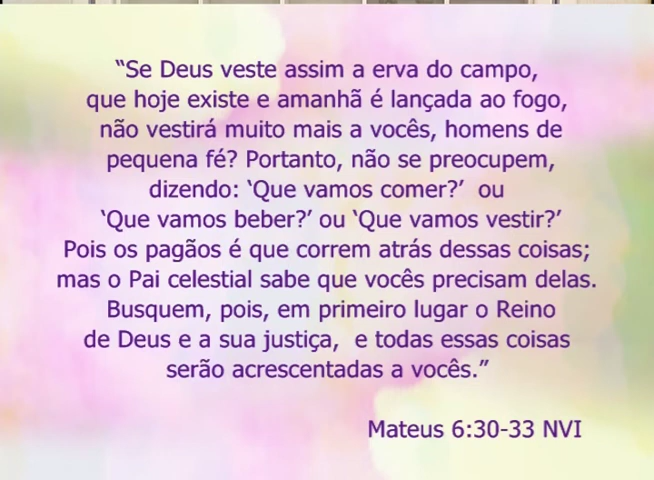 “Se Deus veste assim a erva do campo,
que hoje existe e amanhã é lançada ao fogo,
não vestirá muito mais a vocês, homens de
pequena fé? Portanto, não se preocupem,
dizendo: ‘Que vamos comer?’ ou
‘Que vamos beber?’ ou ‘Que vamos vestir?’
Pois os pagãos é que correm atrás dessas coisas;
mas o Pai celestial sabe que vocês precisam delas.
Busquem, pois, em primeiro lugar o Reino
de Deus e a sua justiça, e todas essas coisas
serão acrescentadas a vocês.”
Mateus 6:30-33 NVI